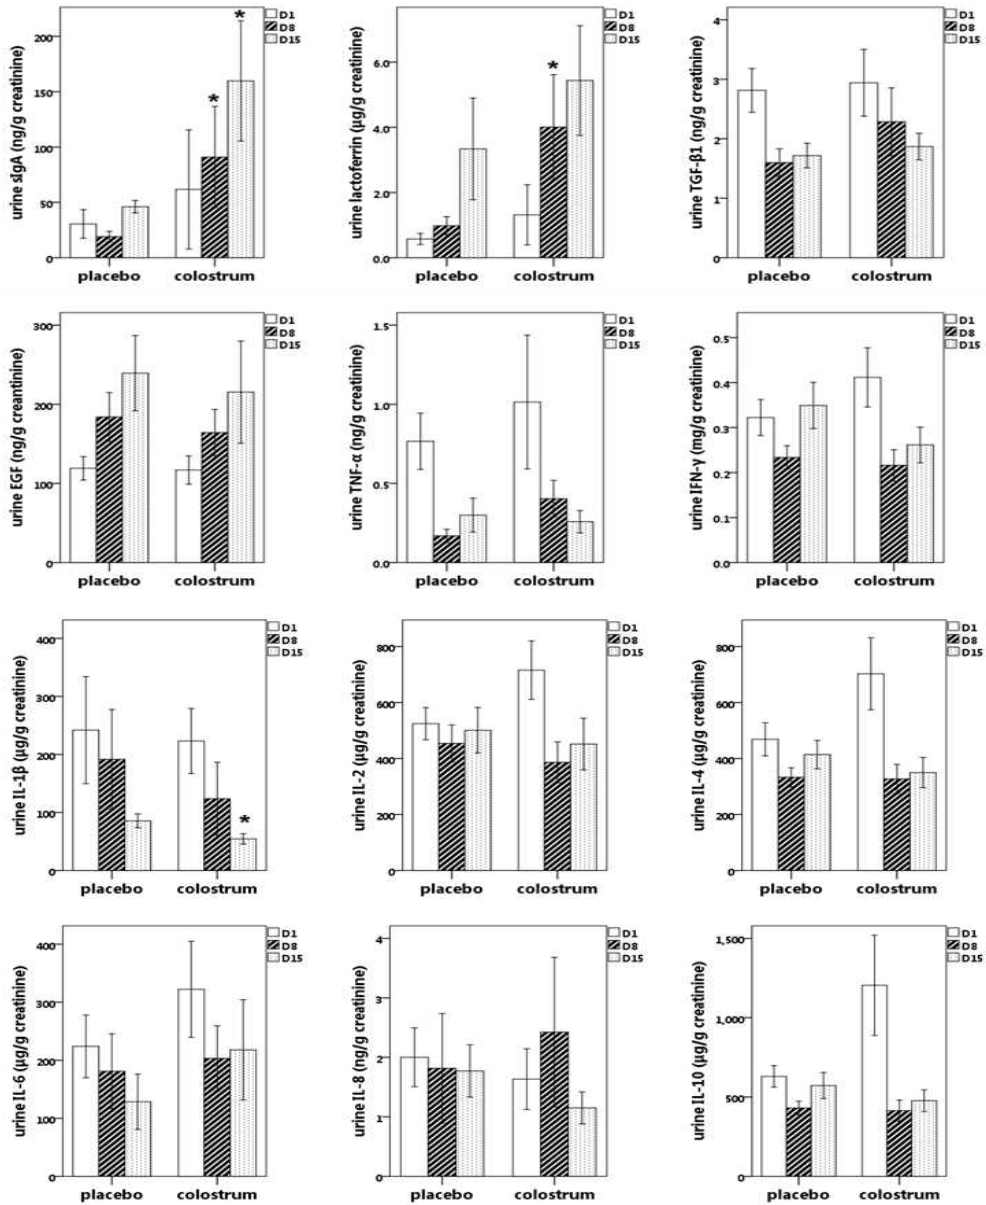 urine sIgA (ng/g creatinine)
200
150
100
50
0
*
*
placebo colostrum
D1
D8
D15
urine lactoferrin (µg/g creatinine)
6.0
4.0
2.0
0.0
*
placebo colostrum
D1
D8
D15
urine TGF-β1 (ng/g creatinine)
4
3
2
1
0
placebo colostrum
D1
D8
D15
urine EGF (ng/g creantinine)
300
200
100
0
placebo colostrum
D1
D8
D15
urine TNF-α (ng/g creatinine)
1.5
1.0
0.5
0.0
placebo colostrum
D1
D8
D15
urine IFN-γ (mg/g creatinine)
0.5
0.4
0.3
0.2
0.1
0.0
placebo colostrum
D1
D8
D15
urine IL-1β (µg/g creatinine)
400
300
200
100
0
*
placebo colostrum
D1
D8
D15
urine IL-2 (µg/g creatinine)
800
600
400
200
0
placebo colostrum
D1
D8
D15
urine IL-4 (µg/g creatinine)
800
600
400
200
0
placebo colostrum
D1
D8
D15
urine IL-6 (µg/g creatinine)
400
300
200
100
0
placebo colostrum
D1
D8
D15
urine IL-8 (ng/g creatinine)
4
3
2
1
0
placebo colostrum
D1
D8
D15
urine IL-10 (µg/g creatinine)
1,500
1,000
500
0
placebo colostrum
D1
D8
D15